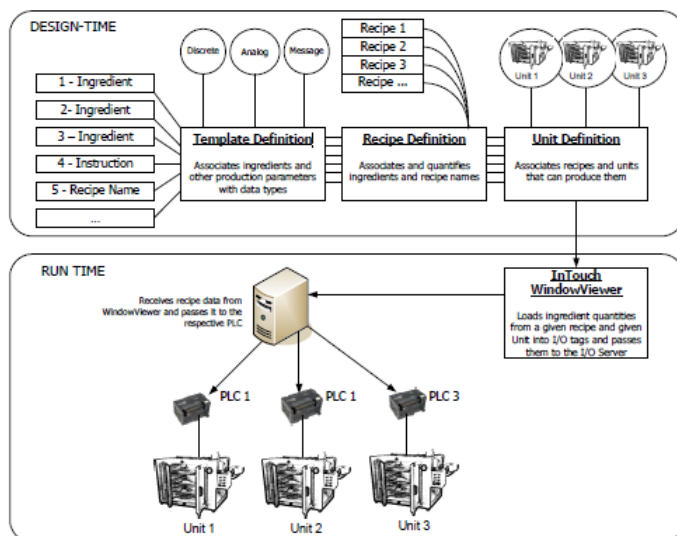 DESIGN-TIME
Discrete
Analog
Message
Recipe 1
Recipe 2
Recipe 3
Recipe ...
Unit 1
Unit 2
Unit 3
1 - Ingredient
2- Ingredient
3 – Ingredient
4 - Instruction
5 - Recipe Name
...
Template Definition
Associates ingredients and
other production parameters
with data types
Recipe Definition
Associates and quantifies
ingredients and recipe names
Unit Definition
Associates recipes and units
that can produce them
RUN TIME
Receives recipe data from
WindowViewer and passes it to the
respective PLC
InTouch
WindowViewer
Loads ingredient quantities
from a given recipe and given
Unit into I/O tags and passes
them to the I/O Server
PLC 1
PLC 1
PLC 3
Unit 1
Unit 2
Unit 3